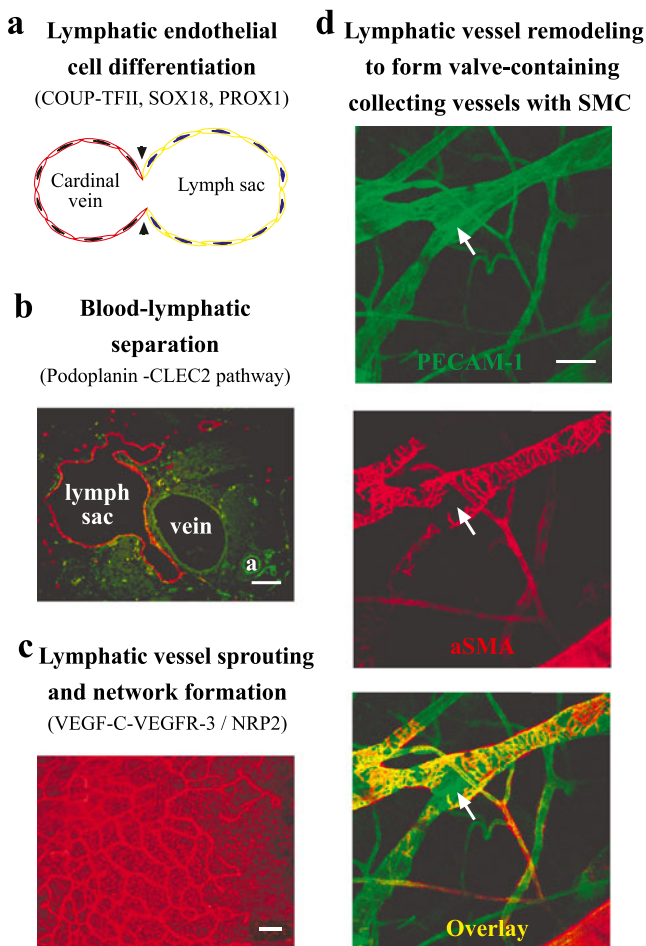 a
Lymphatic endothelial
cell differentiation
(COUP-TFII, SOX18, PROX1)
Cardinal
vein
Lymph sac
b
Blood-lymphatic
separation
(Podoplanin -CLEC2 pathway)
lymph
sac
vein
a
c
Lymphatic vessel sprouting
and network formation
(VEGF-C-VEGFR-3 / NRP2)
d
Lymphatic vessel remodeling
to form valve-containing
collecting vessels with SMC
PECAM-1
aSMA
Overlay